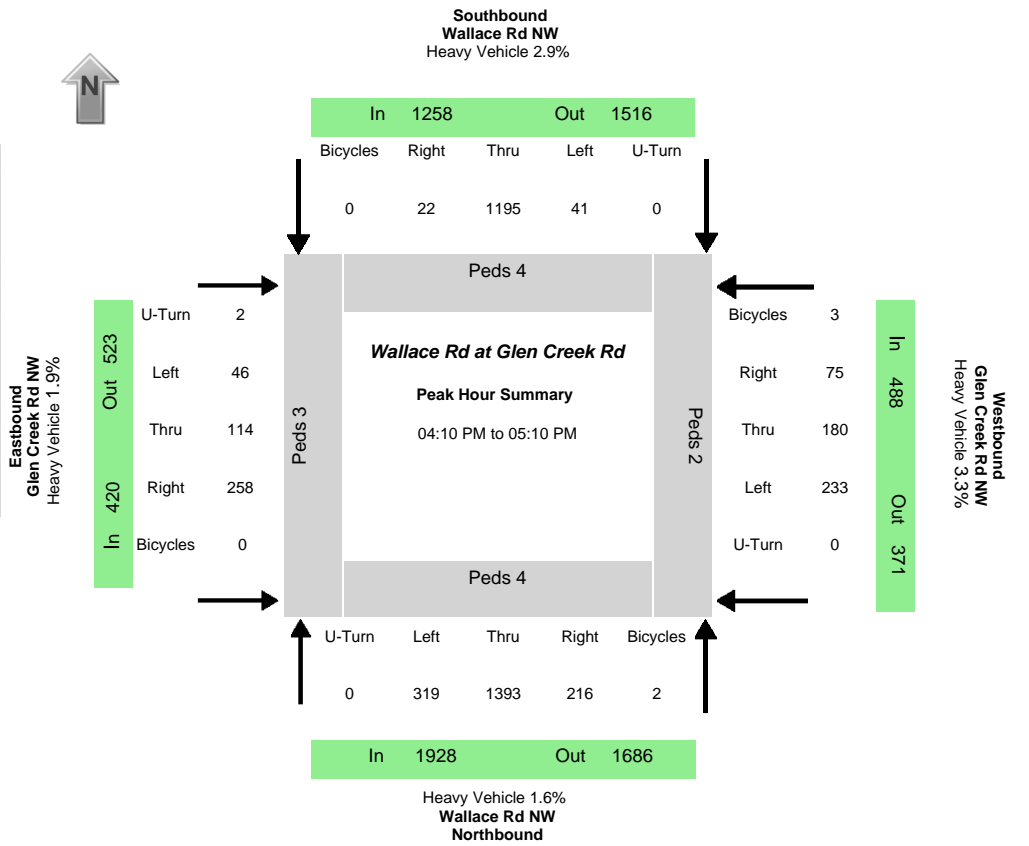 Southbound
Wallace Rd NW
Heavy Vehicle 2.9%
N
In 1258 Out 1516
Bicycles Right Thru Left U-Turn
0 22 1195 41 0
Peds 4
Eastbound
Glen Creek Rd NW
Heavy Vehicle 1.9%
Out 523
In 420
U-Turn 2
Left 46
Thru 114
Right 258
Bicycles 0
Peds 3
Wallace Rd at Glen Creek Rd
Peak Hour Summary
04:10 PM to 05:10 PM
Peds 2
Bicycles 3
Right 75
Thru 180
Left 233
U-Turn 0
In 488
Out 371
Westbound
Glen Creek Rd NW
Heavy Vehicle 3.3%
Peds 4
U-Turn Left Thru Right Bicycles
0 319 1393 216 2
In 1928 Out 1686
Heavy Vehicle 1.6%
Wallace Rd NW
Northbound